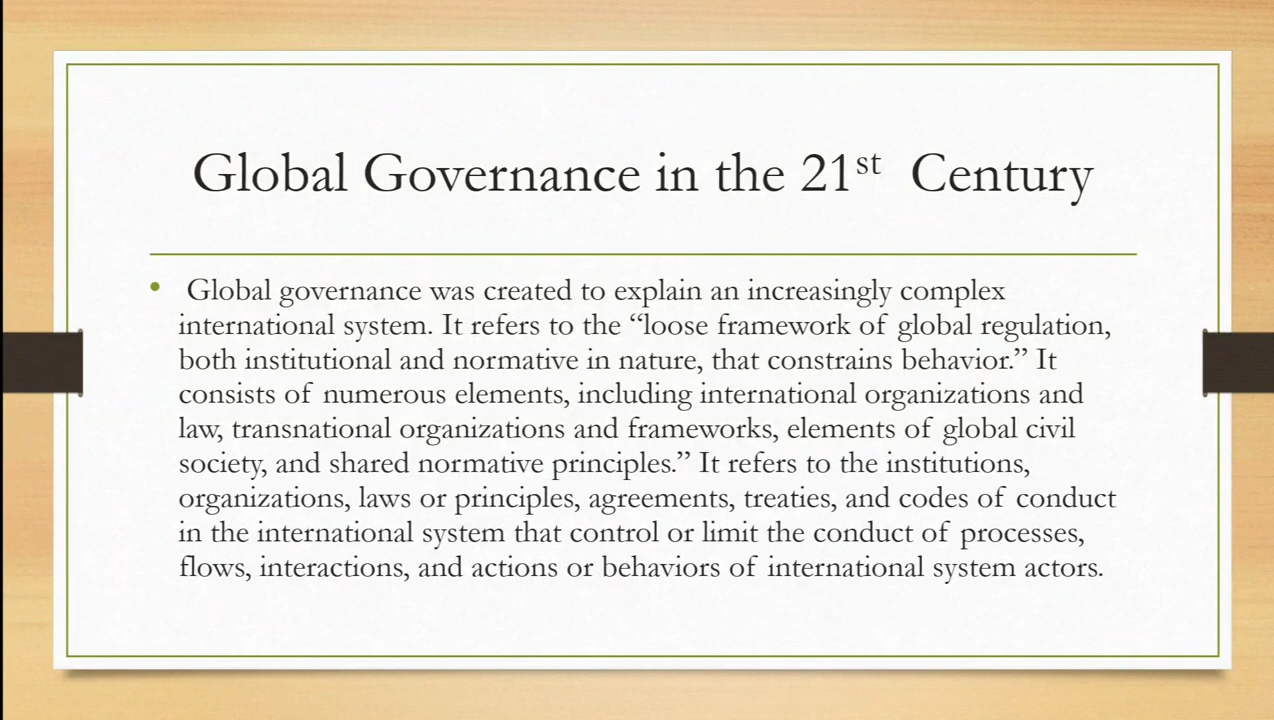 Global Governance in the 21st Century
• Global governance was created to explain an increasingly complex
international system. It refers to the “loose framework of global regulation,
both institutional and normative in nature, that constrains behavior.” It
consists of numerous elements, including international organizations and
law, transnational organizations and frameworks, elements of global civil
society, and shared normative principles.” It refers to the institutions,
organizations, laws or principles, agreements, treaties, and codes of conduct
in the international system that control or limit the conduct of processes,
flows, interactions, and actions or behaviors of international system actors.